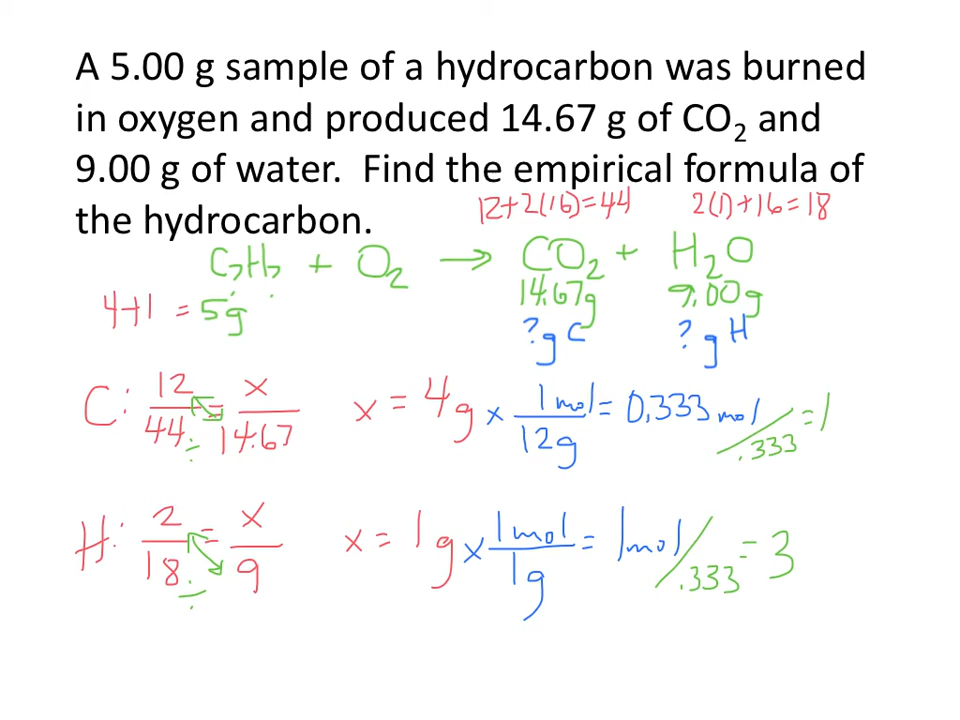 A 5.00 g sample of a hydrocarbon was burned
in oxygen and produced 14.67 g of CO₂ and
9.00 g of water. Find the empirical formula of
the hydrocarbon.
12+2(16)=44 2(1)+16=18
C?H? + O₂ → CO₂ + H₂O
4+1 = 5g 14.67g 9.00g
? g C ? g H
C: 12/44 = x/14.67 x = 4g × 1 mol/12g = 0.333 mol /.333 = 1
÷
H: 2/18 = x/9 x = 1g × 1 mol/1g = 1 mol /.333 = 3
÷